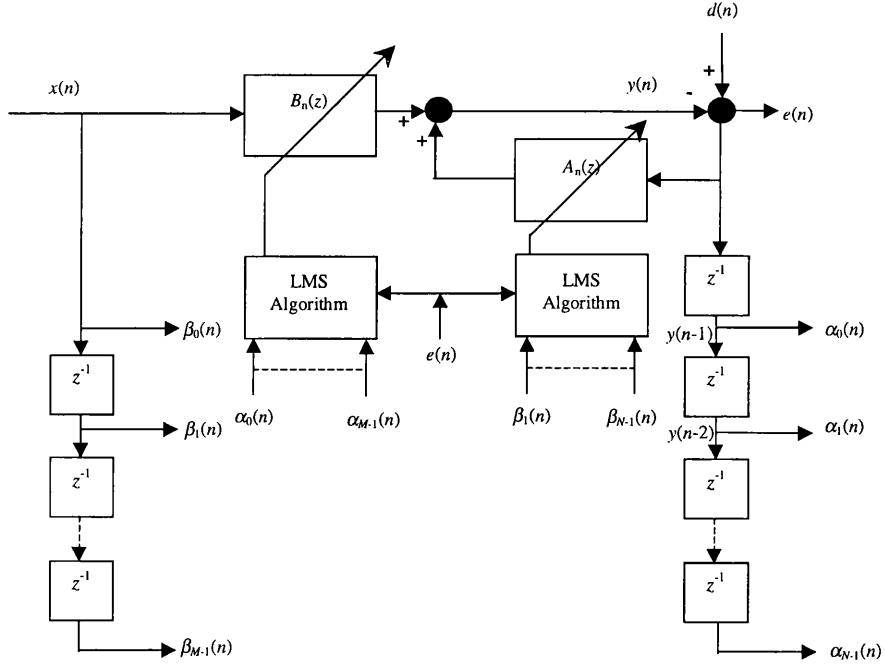 d(n)
x(n)
B_n(z)
y(n)
+
-
+
+
e(n)
A_n(z)
LMS
Algorithm
LMS
Algorithm
z^-1
β_0(n)
e(n)
y(n-1)
α_0(n)
z^-1
z^-1
α_0(n)
α_M-1(n)
β_1(n)
β_N-1(n)
β_1(n)
y(n-2)
α_1(n)
z^-1
z^-1
z^-1
z^-1
β_M-1(n)
α_N-1(n)